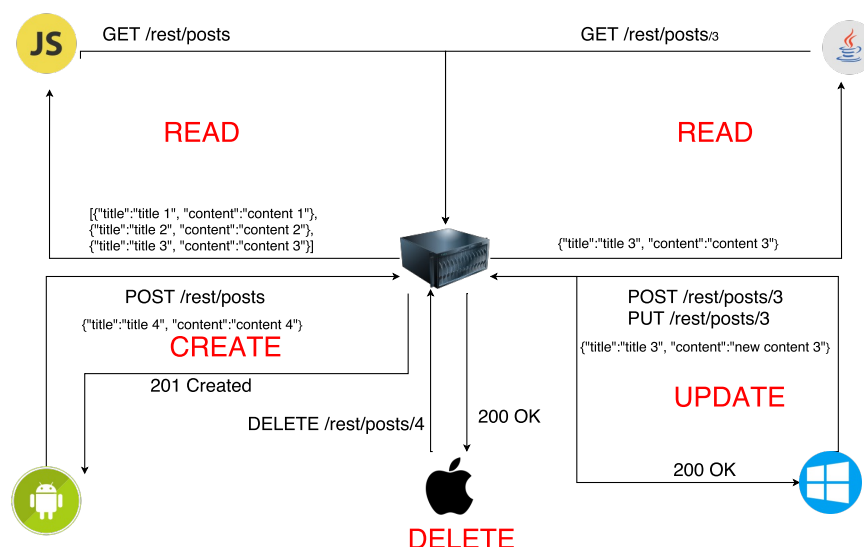 JS
GET /rest/posts
GET /rest/posts/3
READ
READ
[{"title":"title 1", "content":"content 1"},
{"title":"title 2", "content":"content 2"},
{"title":"title 3", "content":"content 3"}]
{"title":"title 3", "content":"content 3"}
POST /rest/posts
{"title":"title 4", "content":"content 4"}
CREATE
201 Created
POST /rest/posts/3
PUT /rest/posts/3
{"title":"title 3", "content":"new content 3"}
UPDATE
DELETE /rest/posts/4
200 OK
200 OK
DELETE